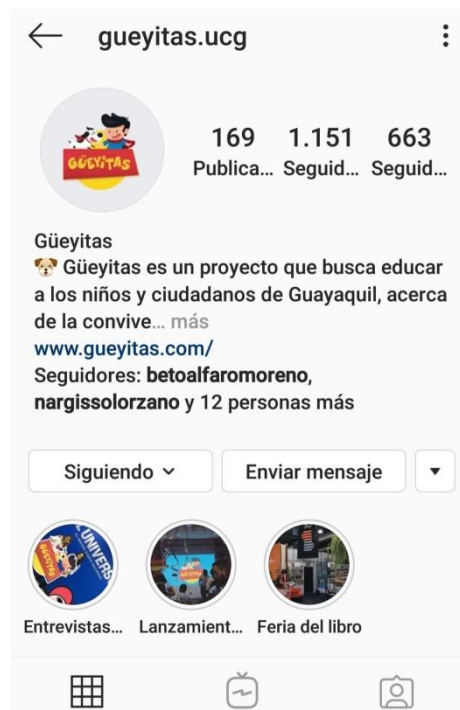 gueyitas.ucg
GÜEYITAS
169 1.151 663
Publica... Seguid... Seguid...
Güeyitas
🐶 Güeyitas es un proyecto que busca educar
a los niños y ciudadanos de Guayaquil, acerca
de la convive... más
www.gueyitas.com/
Seguidores: betoalfaromoreno,
nargissolorzano y 12 personas más
Siguiendo
Enviar mensaje
UNIVERS
Entrevistas... Lanzamient... Feria del libro